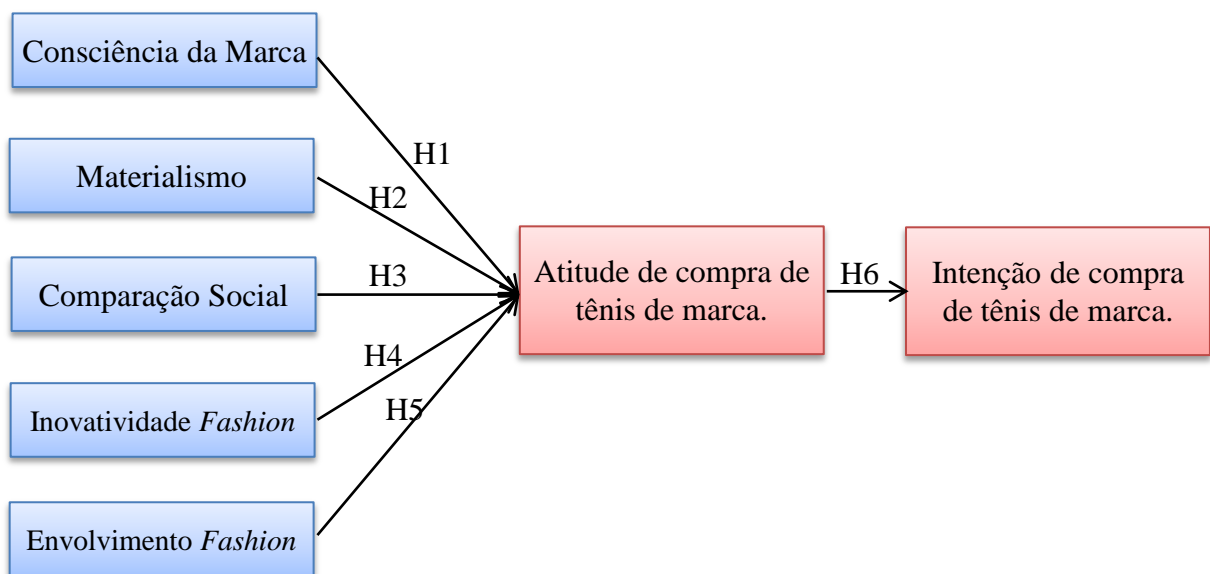 Consciência da Marca
H1
Materialismo
H2
Comparação Social
H3
Atitude de compra de
tênis de marca.
H6
Intenção de compra
de tênis de marca.
H4
Inovatividade Fashion
H5
Envolvimento Fashion